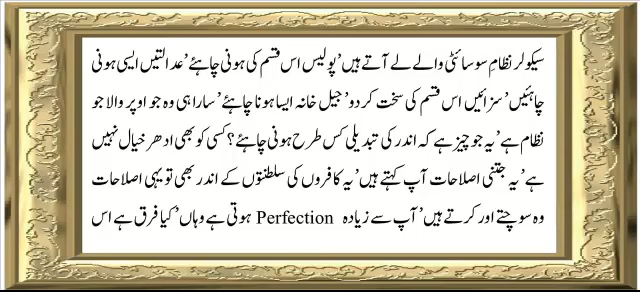 سیکولر نظامِ سوسائٹی والے لے آتے ہیں’ پولیس اس قسم کی ہونی چاہئے’ عدالتیں ایسی ہونی
چاہئیں’ سزائیں اس قسم کی سخت کر دو’ جیل خانہ ایسا ہونا چاہئے’ سارا ہی وہ جو اوپر والا جو
نظام ہے’ یہ جو چیز ہے کہ اندر کی تبدیلی کس طرح ہونی چاہئے؟ کسی کو بھی ادھر خیال نہیں
ہے’ یہ جتنی اصلاحات آپ کہتے ہیں’ یہ کافروں کی سلطنتوں کے اندر بھی تو یہی اصلاحات
وہ سوچتے اور کرتے ہیں’ آپ سے زیادہ Perfection ہوتی ہے وہاں’ کیا فرق ہے اس